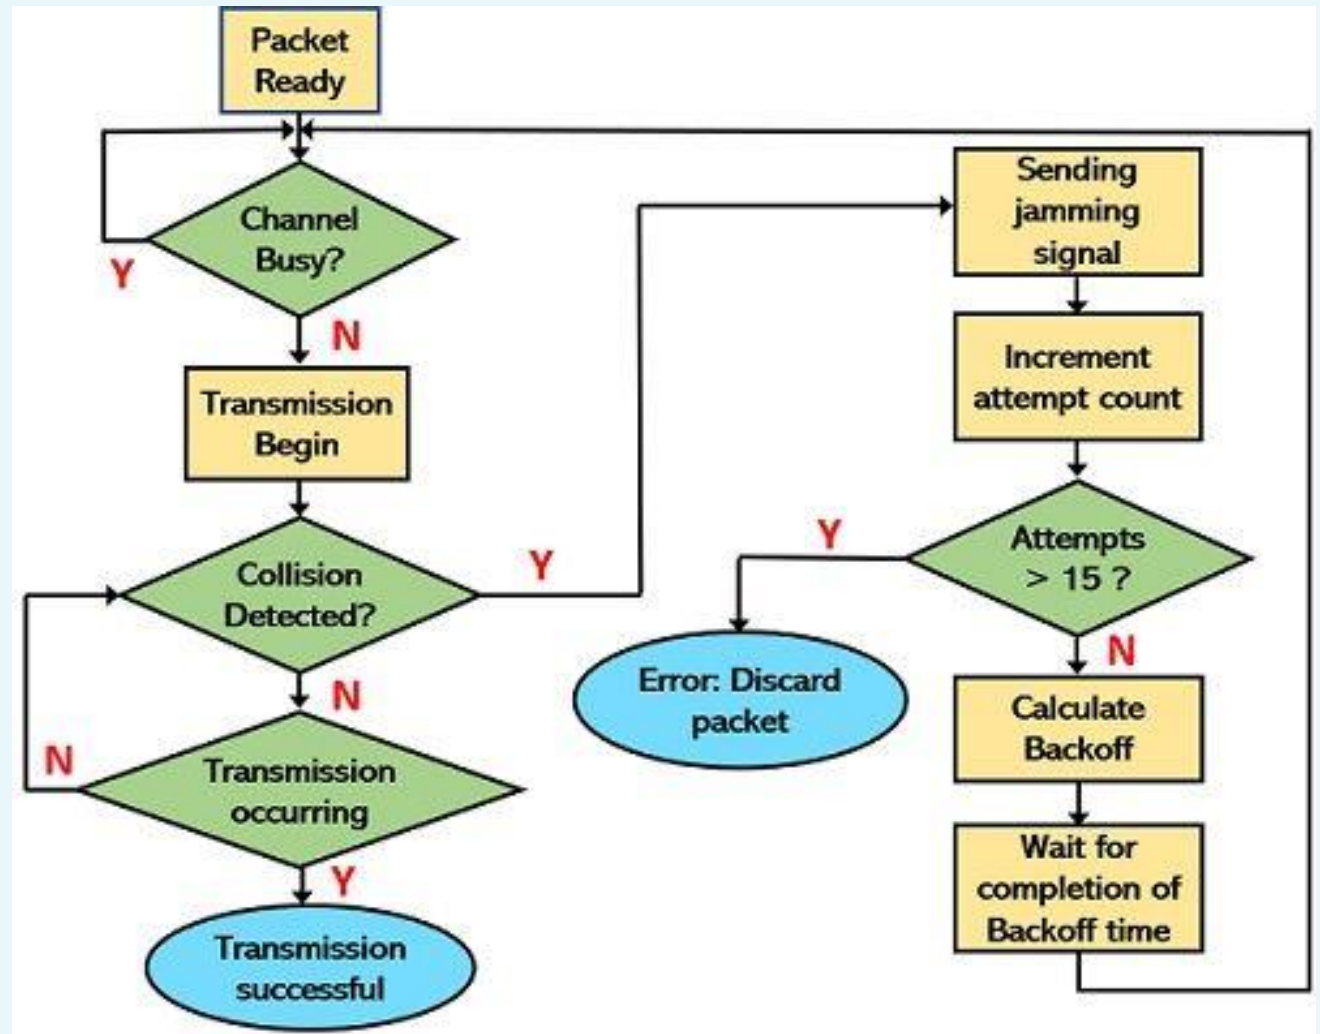 Packet
Ready
Channel
Busy?
Y
N
Transmission
Begin
Collision
Detected?
Y
N
Transmission
occurring
N
Y
Transmission
successful
Sending
jamming
signal
Increment
attempt count
Attempts
> 15 ?
Y
N
Error: Discard
packet
Calculate
Backoff
Wait for
completion of
Backoff time